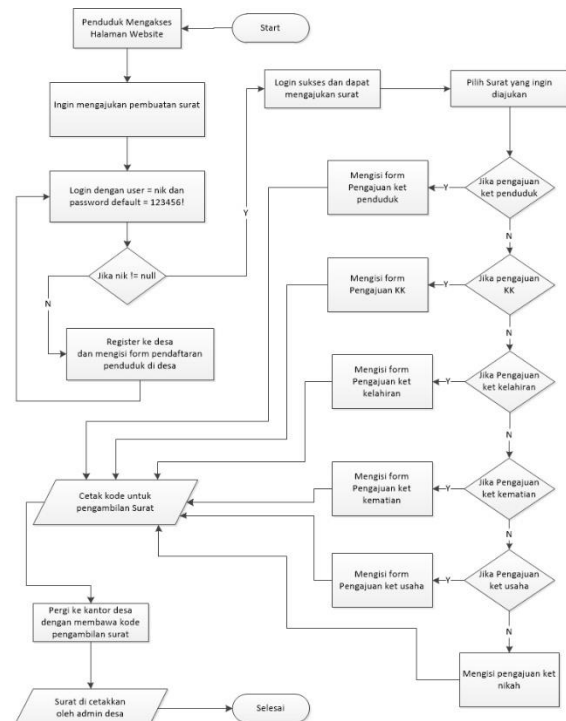 Start
Penduduk Mengakses
Halaman Website
Ingin mengajukan pembuatan surat
Login dengan user = nik dan
password default = 123456!
Jika nik != null
Y
N
Register ke desa
dan mengisi form pendaftaran
penduduk di desa
Login sukses dan dapat
mengajukan surat
Pilih Surat yang ingin
diajukan
Jika pengajuan
ket penduduk
Y
Mengisi form
Pengajuan ket
penduduk
N
Jika pengajuan
KK
Y
Mengisi form
Pengajuan KK
N
Jika Pengajuan
ket kelahiran
Y
Mengisi form
Pengajuan ket
kelahiran
N
Jika Pengajuan
ket kematian
Y
Mengisi form
Pengajuan ket
kematian
N
Jika Pengajuan
ket usaha
Y
Mengisi form
Pengajuan ket usaha
N
Mengisi pengajuan ket
nikah
Cetak kode untuk
pengambilan Surat
Pergi ke kantor desa
dengan membawa kode
pengambilan surat
Surat di cetakkan
oleh admin desa
Selesai